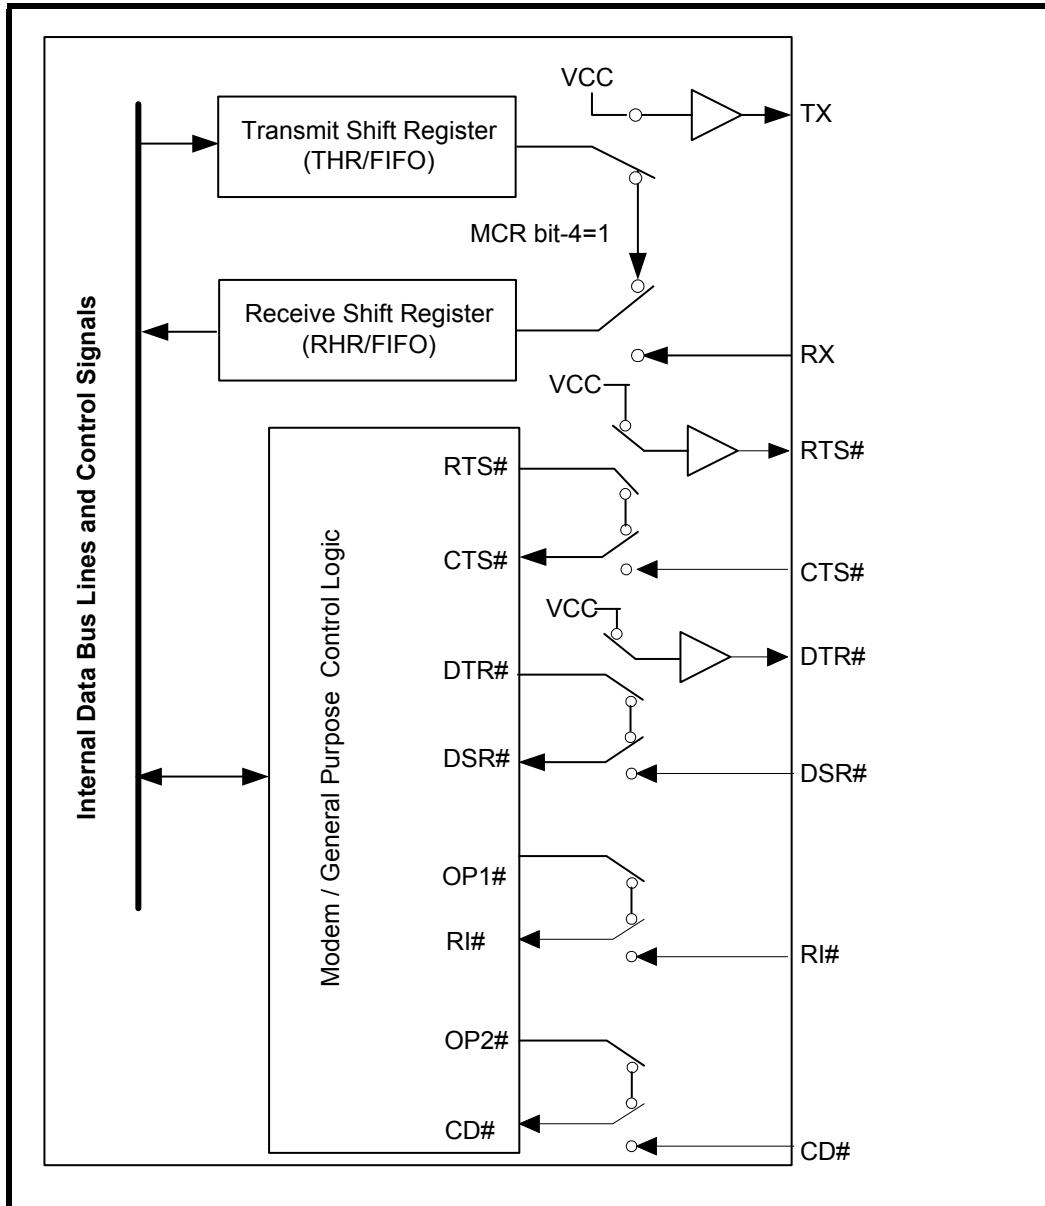 VCC
TX
Transmit Shift Register
(THR/FIFO)
MCR bit-4=1
Receive Shift Register
(RHR/FIFO)
RX
VCC
RTS#
RTS#
CTS#
CTS#
VCC
DTR#
DTR#
DSR#
DSR#
OP1#
RI#
RI#
OP2#
CD#
CD#
Internal Data Bus Lines and Control Signals
Modem / General Purpose Control Logic